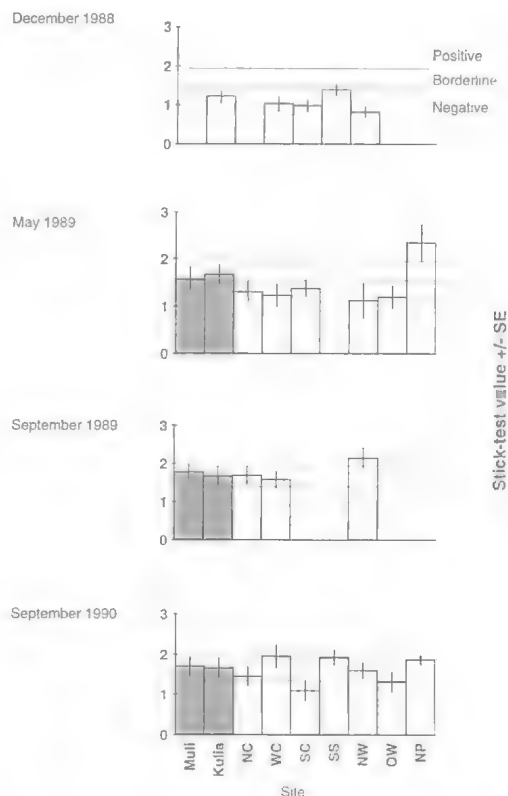 December 1988
3
2
1
0
Positive
Borderline
Negative
May 1989
3
2
1
0
September 1989
3
2
1
0
September 1990
3
2
1
0
Muli
Kulia
NC
WC
SC
SS
NW
OW
NP
Site
Stick-test value +/- SE